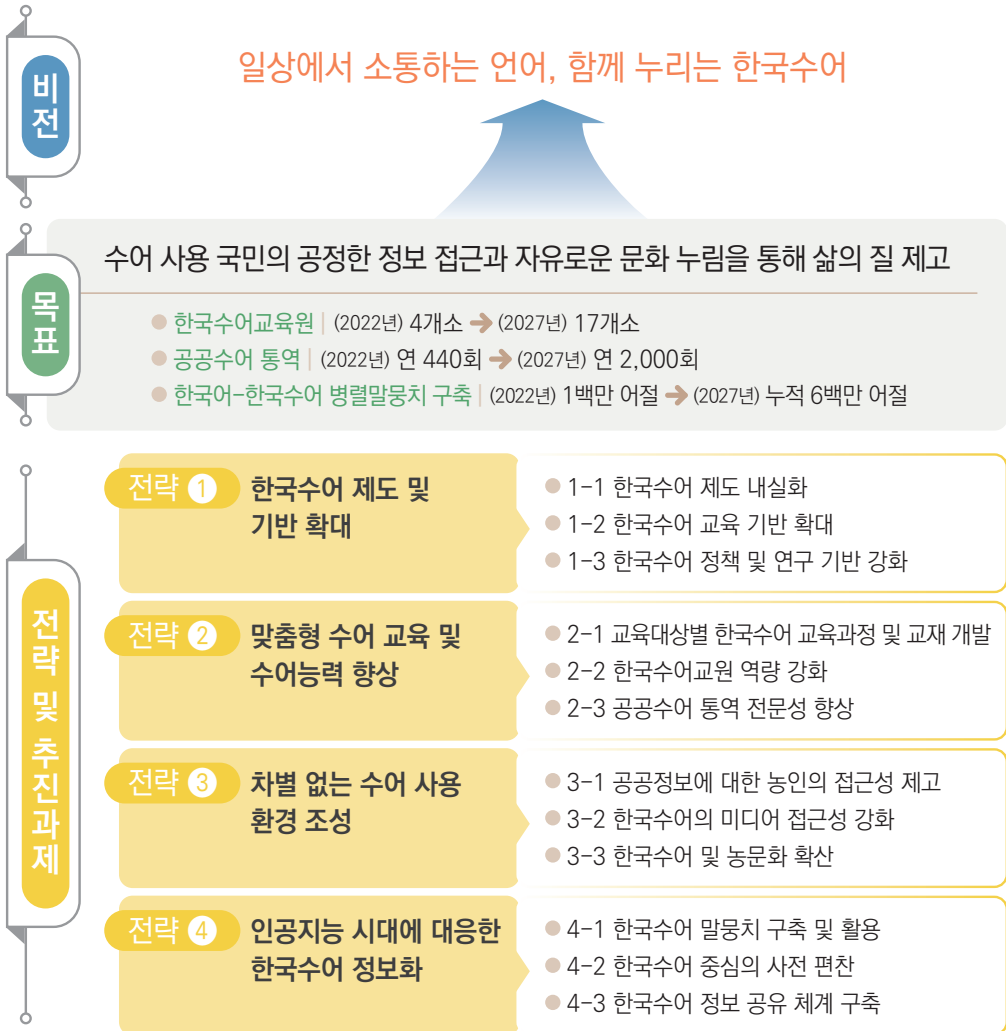 비전
일상에서 소통하는 언어, 함께 누리는 한국수어
목표
수어 사용 국민의 공정한 정보 접근과 자유로운 문화 누림을 통해 삶의 질 제고
● 한국수어교육원 | (2022년) 4개소 ➔ (2027년) 17개소
● 공공수어 통역 | (2022년) 연 440회 ➔ (2027년) 연 2,000회
● 한국어-한국수어 병렬말뭉치 구축 | (2022년) 1백만 어절 ➔ (2027년) 누적 6백만 어절
전략 및 추진과제
전략 1 한국수어 제도 및
기반 확대
● 1-1 한국수어 제도 내실화
● 1-2 한국수어 교육 기반 확대
● 1-3 한국수어 정책 및 연구 기반 강화
전략 2 맞춤형 수어 교육 및
수어능력 향상
● 2-1 교육대상별 한국수어 교육과정 및 교재 개발
● 2-2 한국수어교원 역량 강화
● 2-3 공공수어 통역 전문성 향상
전략 3 차별 없는 수어 사용
환경 조성
● 3-1 공공정보에 대한 농인의 접근성 제고
● 3-2 한국수어의 미디어 접근성 강화
● 3-3 한국수어 및 농문화 확산
전략 4 인공지능 시대에 대응한
한국수어 정보화
● 4-1 한국수어 말뭉치 구축 및 활용
● 4-2 한국수어 중심의 사전 편찬
● 4-3 한국수어 정보 공유 체계 구축